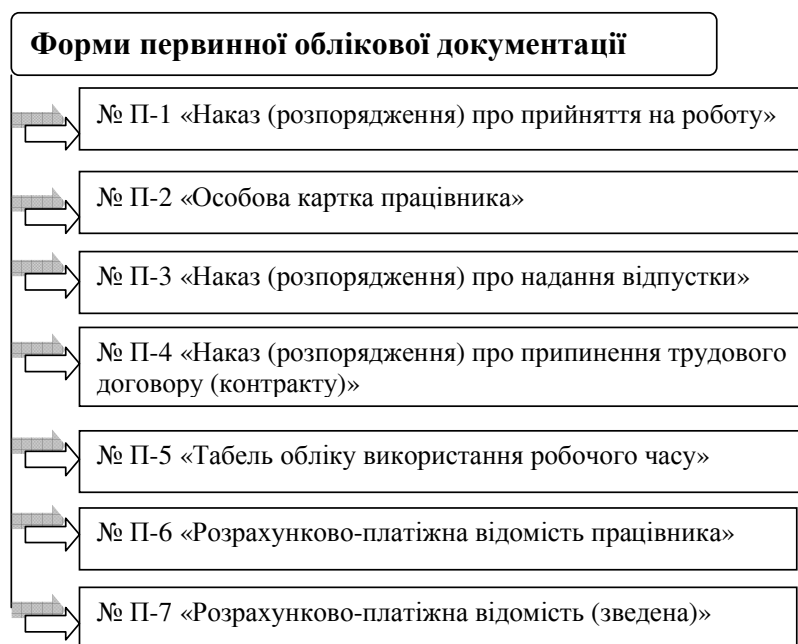 Форми первинної облікової документації
№ П-1 «Наказ (розпорядження) про прийняття на роботу»
№ П-2 «Особова картка працівника»
№ П-3 «Наказ (розпорядження) про надання відпустки»
№ П-4 «Наказ (розпорядження) про припинення трудового
договору (контракту)»
№ П-5 «Табель обліку використання робочого часу»
№ П-6 «Розрахунково-платіжна відомість працівника»
№ П-7 «Розрахунково-платіжна відомість (зведена)»